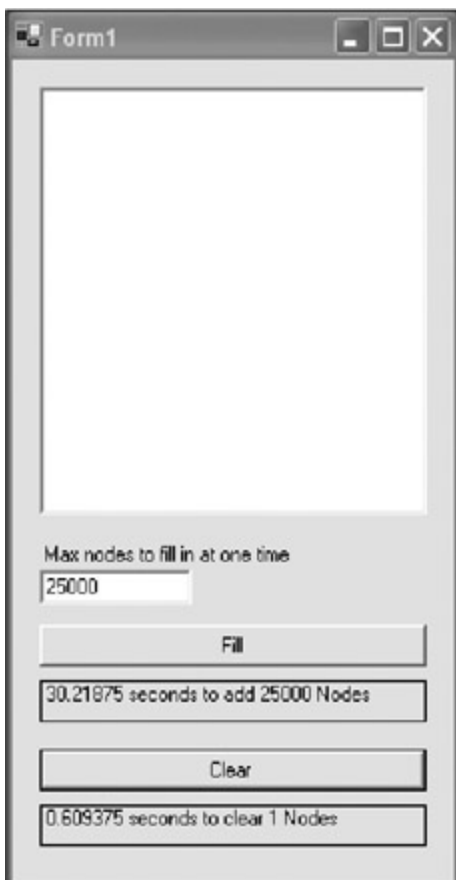 Form1
Max nodes to fill in at one time
25000
Fill
30.21875 seconds to add 25000 Nodes
Clear
0.609375 seconds to clear 1 Nodes